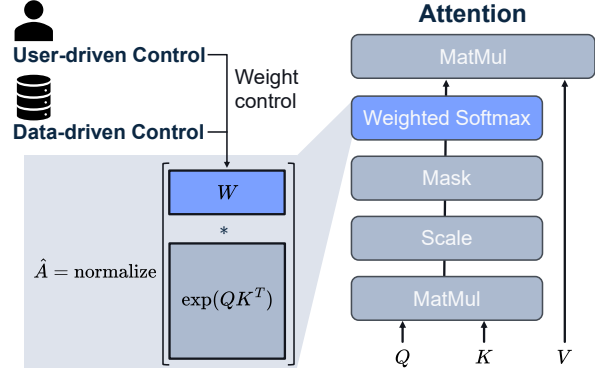 User-driven Control
Data-driven Control
Weight
control
W
*
Â = normalize
exp(QK^T)
Attention
MatMul
Weighted Softmax
Mask
Scale
MatMul
Q K V